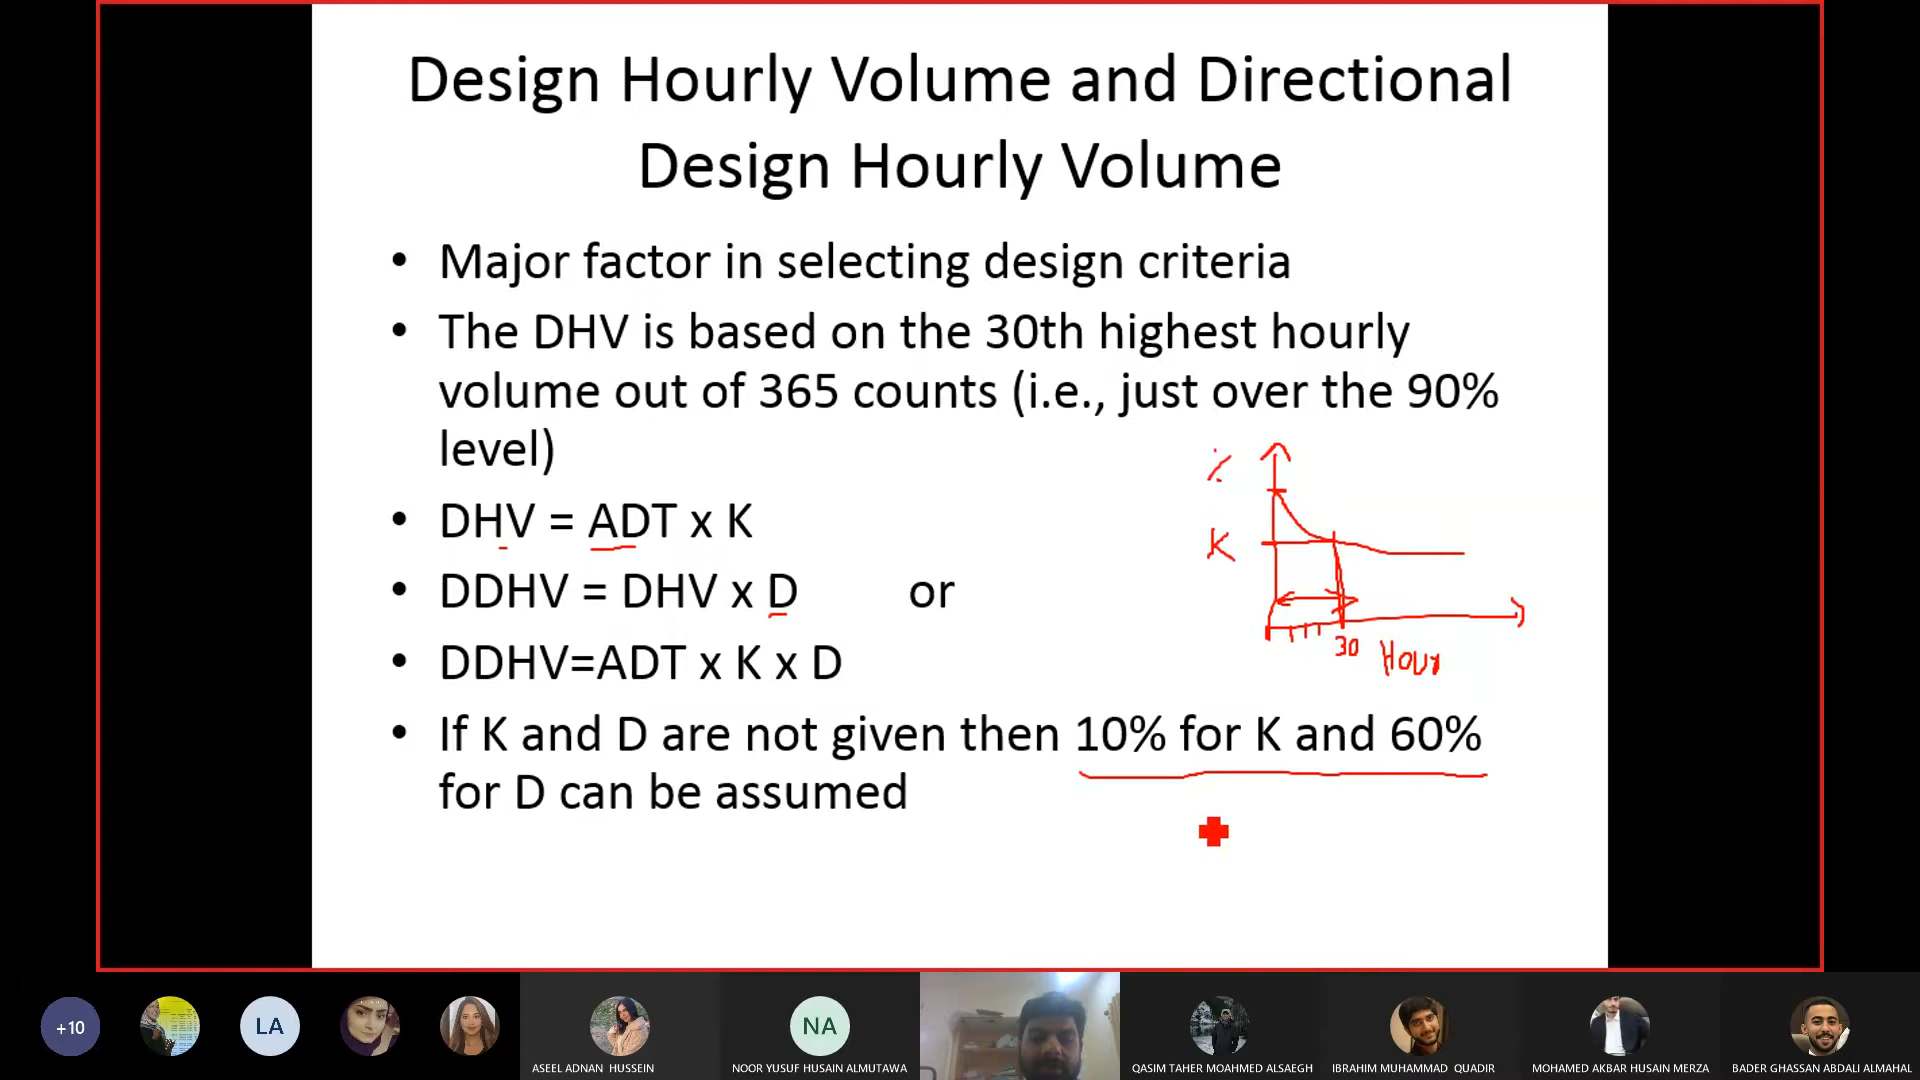 Design Hourly Volume and Directional
Design Hourly Volume
• Major factor in selecting design criteria
• The DHV is based on the 30th highest hourly
volume out of 365 counts (i.e., just over the 90%
level)
%
• DHV = ADT x K
K
• DDHV = DHV x D or
30 Hour
• DDHV=ADT x K x D
• If K and D are not given then 10% for K and 60%
for D can be assumed
+10
LA
NA
ASEEL ADNAN HUSSEIN
NOOR YUSUF HUSAIN ALMUTAWA
QASIM TAHER MOAHMED ALSAEGH
IBRAHIM MUHAMMAD QUADIR
MOHAMED AKBAR HUSAIN MERZA
BADER GHASSAN ABDALI ALMAHAL